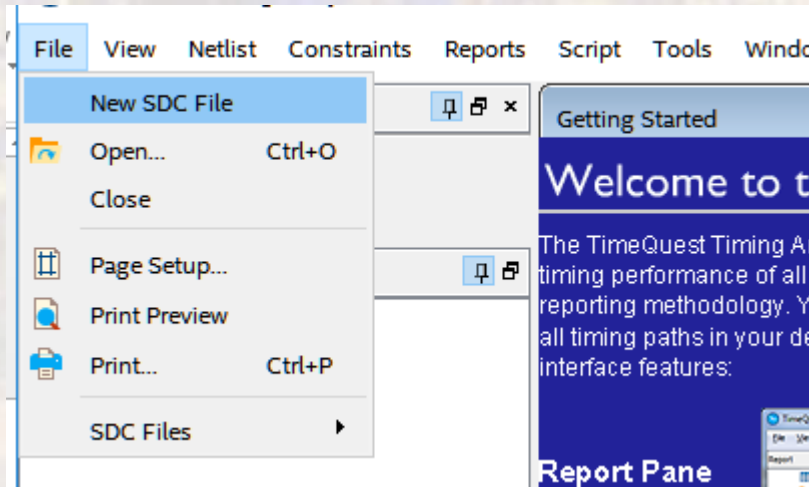 File View Netlist Constraints Reports Script Tools
New SDC File
Open... Ctrl+O
Close
Page Setup...
Print Preview
Print... Ctrl+P
SDC Files
Getting Started
Welcome to
The TimeQuest Timing
timing performance of all
reporting methodology.
all timing paths in your
interface features:
Report Pane